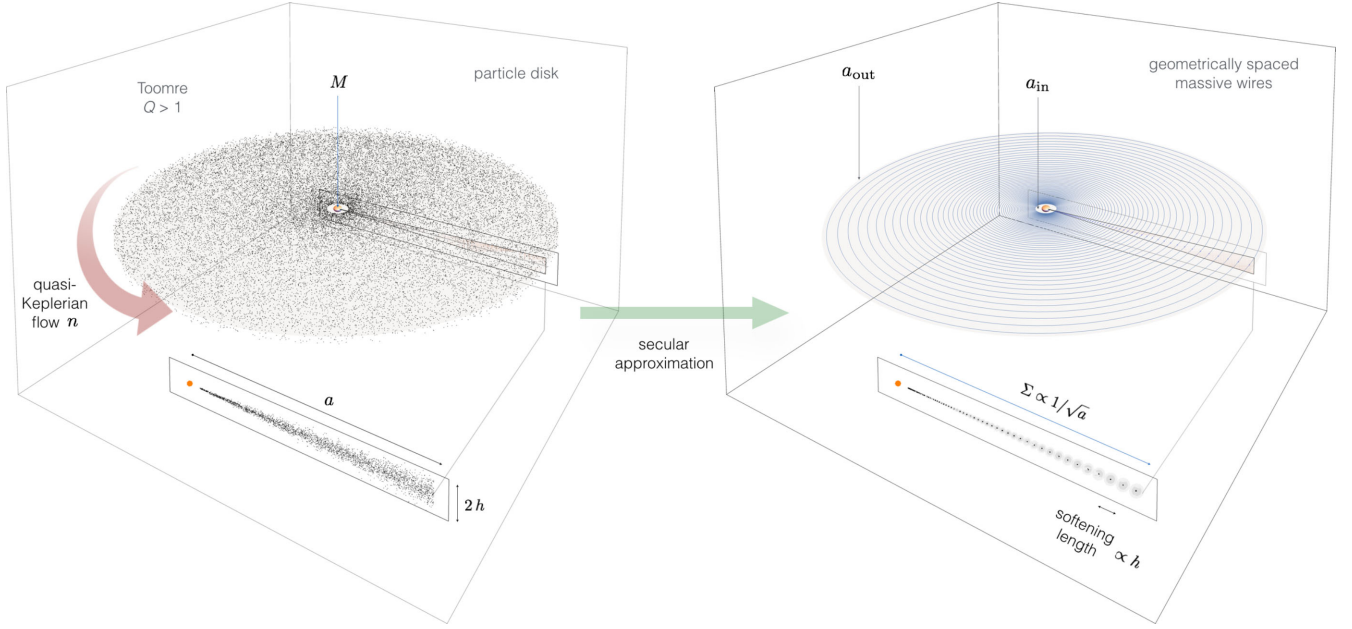 Toomre
Q > 1
M
particle disk
quasi-
Keplerian
flow n
a
2 h
secular
approximation
a_out
a_in
geometrically spaced
massive wires
Σ ∝ 1/√a
softening
length ∝ h